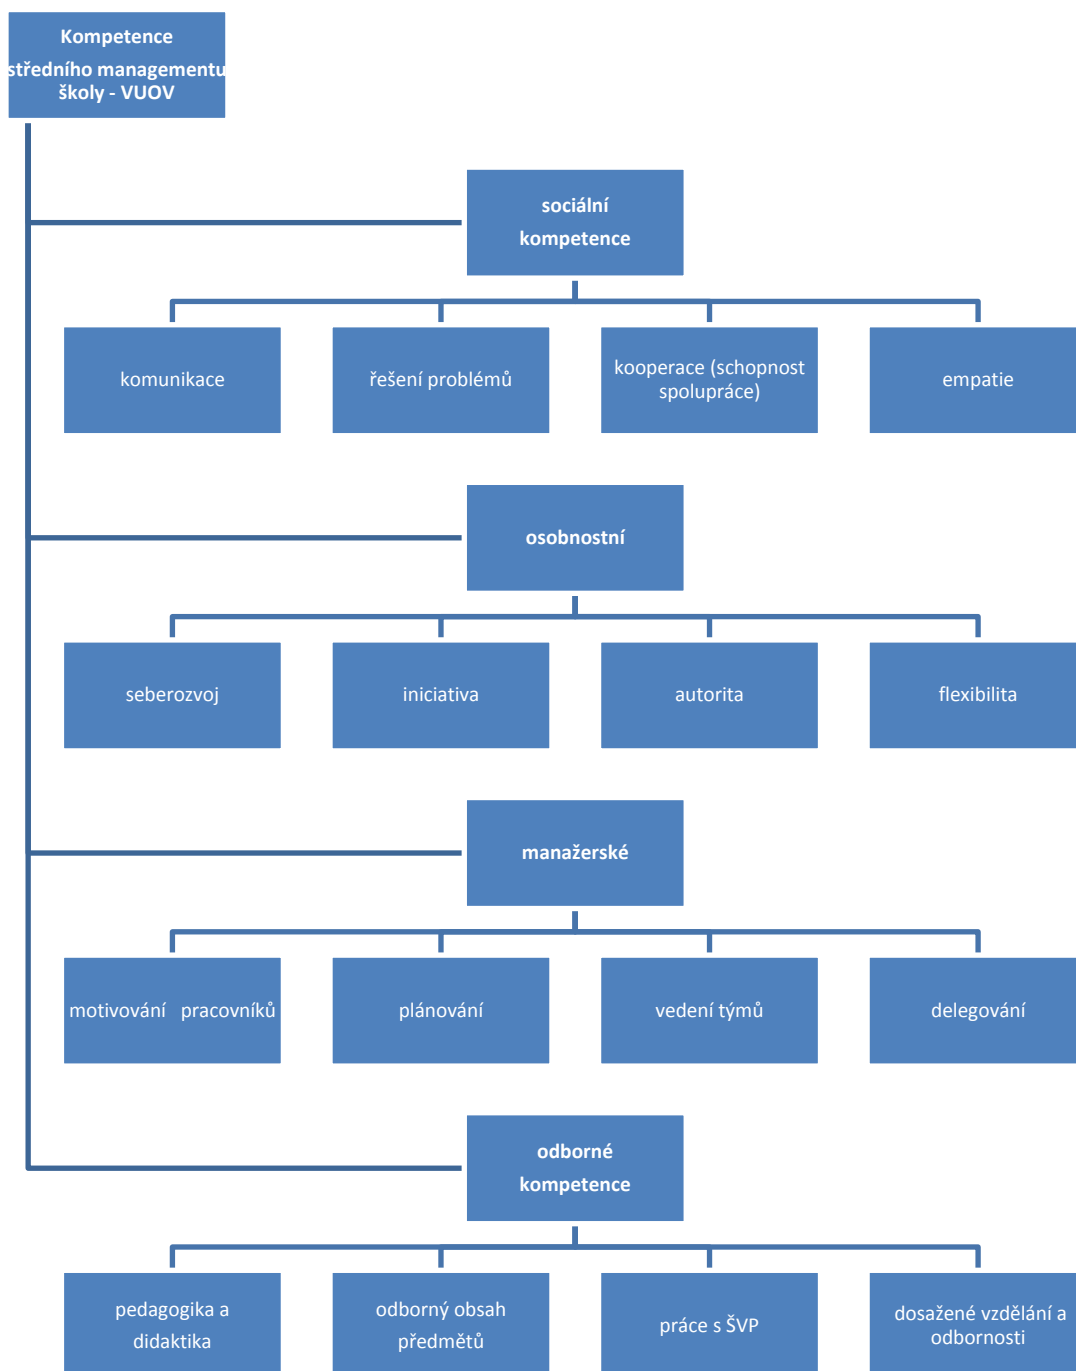 Kompetence
středního managementu
školy - VUOV
sociální
kompetence
komunikace
řešení problémů
kooperace (schopnost
spolupráce)
empatie
osobnostní
seberozvoj
iniciativa
autorita
flexibilita
manažerské
motivování pracovníků
plánování
vedení týmů
delegování
odborné
kompetence
pedagogika a
didaktika
odborný obsah
předmětů
práce s ŠVP
dosažené vzdělání a
odbornosti